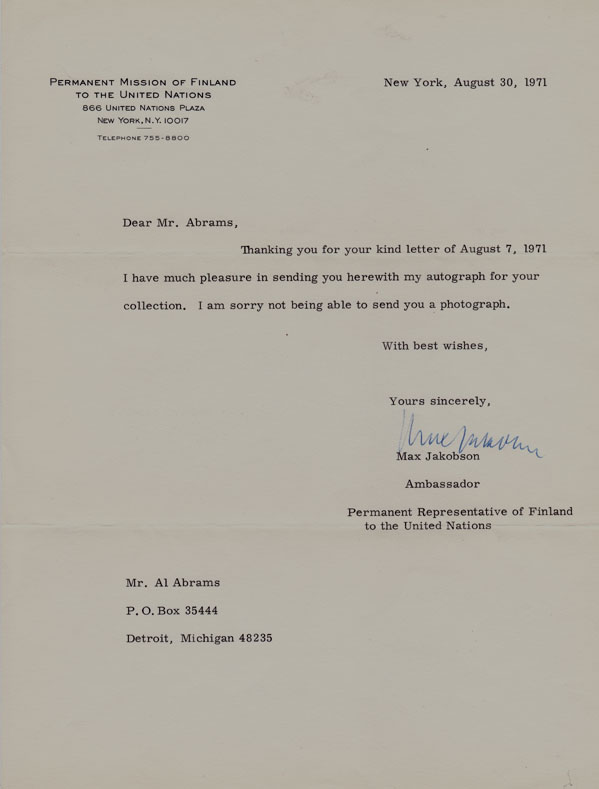 PERMANENT MISSION OF FINLAND
TO THE UNITED NATIONS
866 UNITED NATIONS PLAZA
NEW YORK, N.Y. 10017
TELEPHONE 755-8800
New York, August 30, 1971
Dear Mr. Abrams,
Thanking you for your kind letter of August 7, 1971
I have much pleasure in sending you herewith my autograph for your
collection. I am sorry not being able to send you a photograph.
With best wishes,
Yours sincerely,
Max Jakobson
Max Jakobson
Ambassador
Permanent Representative of Finland
to the United Nations
Mr. Al Abrams
P. O. Box 35444
Detroit, Michigan 48235